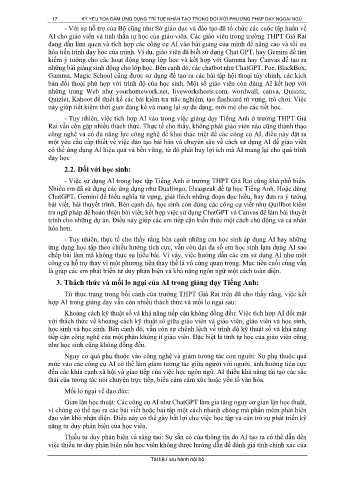 17 KỶ YẾU TỌA ĐÀM ỨNG DỤNG TRÍ TUỆ NHÂN TẠO TRONG ĐỔI MỚI PHƯƠNG PHÁP DẠY NGOẠI NGỮ
- Với sự hỗ trợ của Bộ cũng như Sở giáo dục và đào tạo đã tổ chức các cuộc tập huấn về
AI cho giáo viên và tinh thần tự học của giáo viên. Các giáo viên trong trường THPT Giá Rai
đang dần làm quen và tích hợp các công cụ AI vào bài giảng của mình để nâng cao và tối ưu
hóa tiến trình dạy học của mình. Ví dụ, giáo viên đã biết sử dụng Chat GPT, hay Gemini để tìm
kiếm ý tưởng cho các hoạt động trong lớp học và kết hợp với Gamma hay Canvas để tạo ra
những bài giảng sinh động cho lớp học. Bên cạnh đó, các chatbot như ChatGPT, Poe, BlackBox,
Gamma, Magic School cũng được sử dụng để tạo ra các bài tập hội thoại tùy chỉnh, các kịch
bản đối thoại phù hợp với trình độ của học sinh. Một số giáo viên còn dùng AI kết hợp với
những trang Web như yourhomework.net, liveworksheets.com, wordwall, canva, Quizziz,
Quizlet, Kahoot để thiết kế các bài kiểm tra trắc nghiệm, tạo flashcard từ vựng, trò chơi. Việc
này giúp tiết kiệm thời gian đáng kể và mang lại sự đa dạng, mới mẻ cho các tiết học.
- Tuy nhiên, việc tích hợp AI vào trong việc giảng dạy Tiếng Anh ở trường THPT Giá
Rai vẫn còn gặp nhiều thách thức. Thực tế cho thấy, không phải giáo viên nào cũng thành thạo
công nghệ và có đủ năng lực công nghệ để khai thác triệt để các công cụ AI, điều này đặt ra
một yêu cầu cấp thiết về việc đào tạo bài bản và chuyên sâu về cách sử dụng AI để giáo viên
có thể ứng dụng AI hiệu quả và bền vững, từ đó phát huy lợi ích mà AI mang lại cho quá trình
dạy học
2.2. Đối với học sinh:
- Việc sử dụng AI trong học tập Tiếng Anh ở trường THPT Giá Rai cũng khá phổ biến.
Nhiều em đã sử dụng các ứng dụng như Duallingo, Elsaspeak để tự học Tiếng Anh. Hoặc dùng
ChatGPT, Gemini để hiểu nghĩa từ vựng, giải thích những đoạn đọc hiểu, hay đưa ra ý tưởng
bài viết, bài thuyết trình. Bên cạnh đó, học sinh còn dùng các công cụ viết như Quillbot kiểm
tra ngữ pháp để hoàn thiện bài viết, kết hợp việc sử dụng ChatGPT và Canvas để làm bài thuyết
trình cho những dự án. Điều này giúp các em tiếp cận kiến thức một cách chủ động và cá nhân
hóa hơn.
- Tuy nhiên, thực tế cho thấy rằng bên cạnh những em học sinh áp dụng AI hay những
ứng dụng học tập theo chiều hướng tích cực, vẫn còn đại đa số em học sinh lạm dụng AI sao
chép bài làm mà không thực sự hiểu bài. Vì vậy, việc hướng dẫn các em sử dụng AI như một
công cụ hỗ trợ thay vì một phương tiện thay thế là vô cùng quan trọng. Mục tiêu cuối cùng vẫn
là giúp các em phát triển tư duy phản biện và khả năng ngôn ngữ một cách toàn diện.
3. Thách thức và mối lo ngại của AI trong giảng dạy Tiếng Anh:
Từ thực trạng trong bối cảnh của trường THPT Giá Rai trên đã cho thấy rằng, việc kết
hợp AI trong giảng dạy vẫn còn nhiều thách thức và mối lo ngại sau:
Khoảng cách kỹ thuật số và khả năng tiếp cận không đồng đều: Việc tích hợp AI đối mặt
với thách thức về khoảng cách kỹ thuật số giữa giáo viên và giáo viên, giáo viên và học sinh,
học sinh và học sinh. Bên cạnh đó, vẫn còn sự chênh lệch về trình độ kỹ thuật số và khả năng
tiếp cận công nghệ của một phận không ít giáo viên. Đặc biệt là tính tự học của giáo viên cũng
như học sinh cũng không đồng đều.
Nguy cơ quá phụ thuộc vào công nghệ và giảm tương tác con người: Sự phụ thuộc quá
mức vào các công cụ AI có thể làm giảm tương tác giữa người với người, ảnh hưởng tiêu cực
đến các khía cạnh xã hội và giao tiếp của việc học ngôn ngữ. AI thiếu khả năng tái tạo các sắc
thái của tương tác nói chuyện trực tiếp, biểu cảm cảm xúc hoặc yếu tố văn hóa.
Mối lo ngại về đạo đức:
Gian lận học thuật: Các công cụ AI như ChatGPT làm gia tăng nguy cơ gian lận học thuật,
vì chúng có thể tạo ra các bài viết hoặc bài tập một cách nhanh chóng mà phần mềm phát hiện
đạo văn khó nhận diện. Điều này có thể gây bất lợi cho việc học tập và cản trở sự phát triển kỹ
năng tư duy phản biện của học viên.
Thiếu tư duy phản biện và sáng tạo: Sự sẵn có của thông tin do AI tạo ra có thể dẫn đến
việc thiếu tư duy phản biện nếu học viên không được hướng dẫn để đánh giá tính chính xác của
Tài liệu lưu hành nội bộ